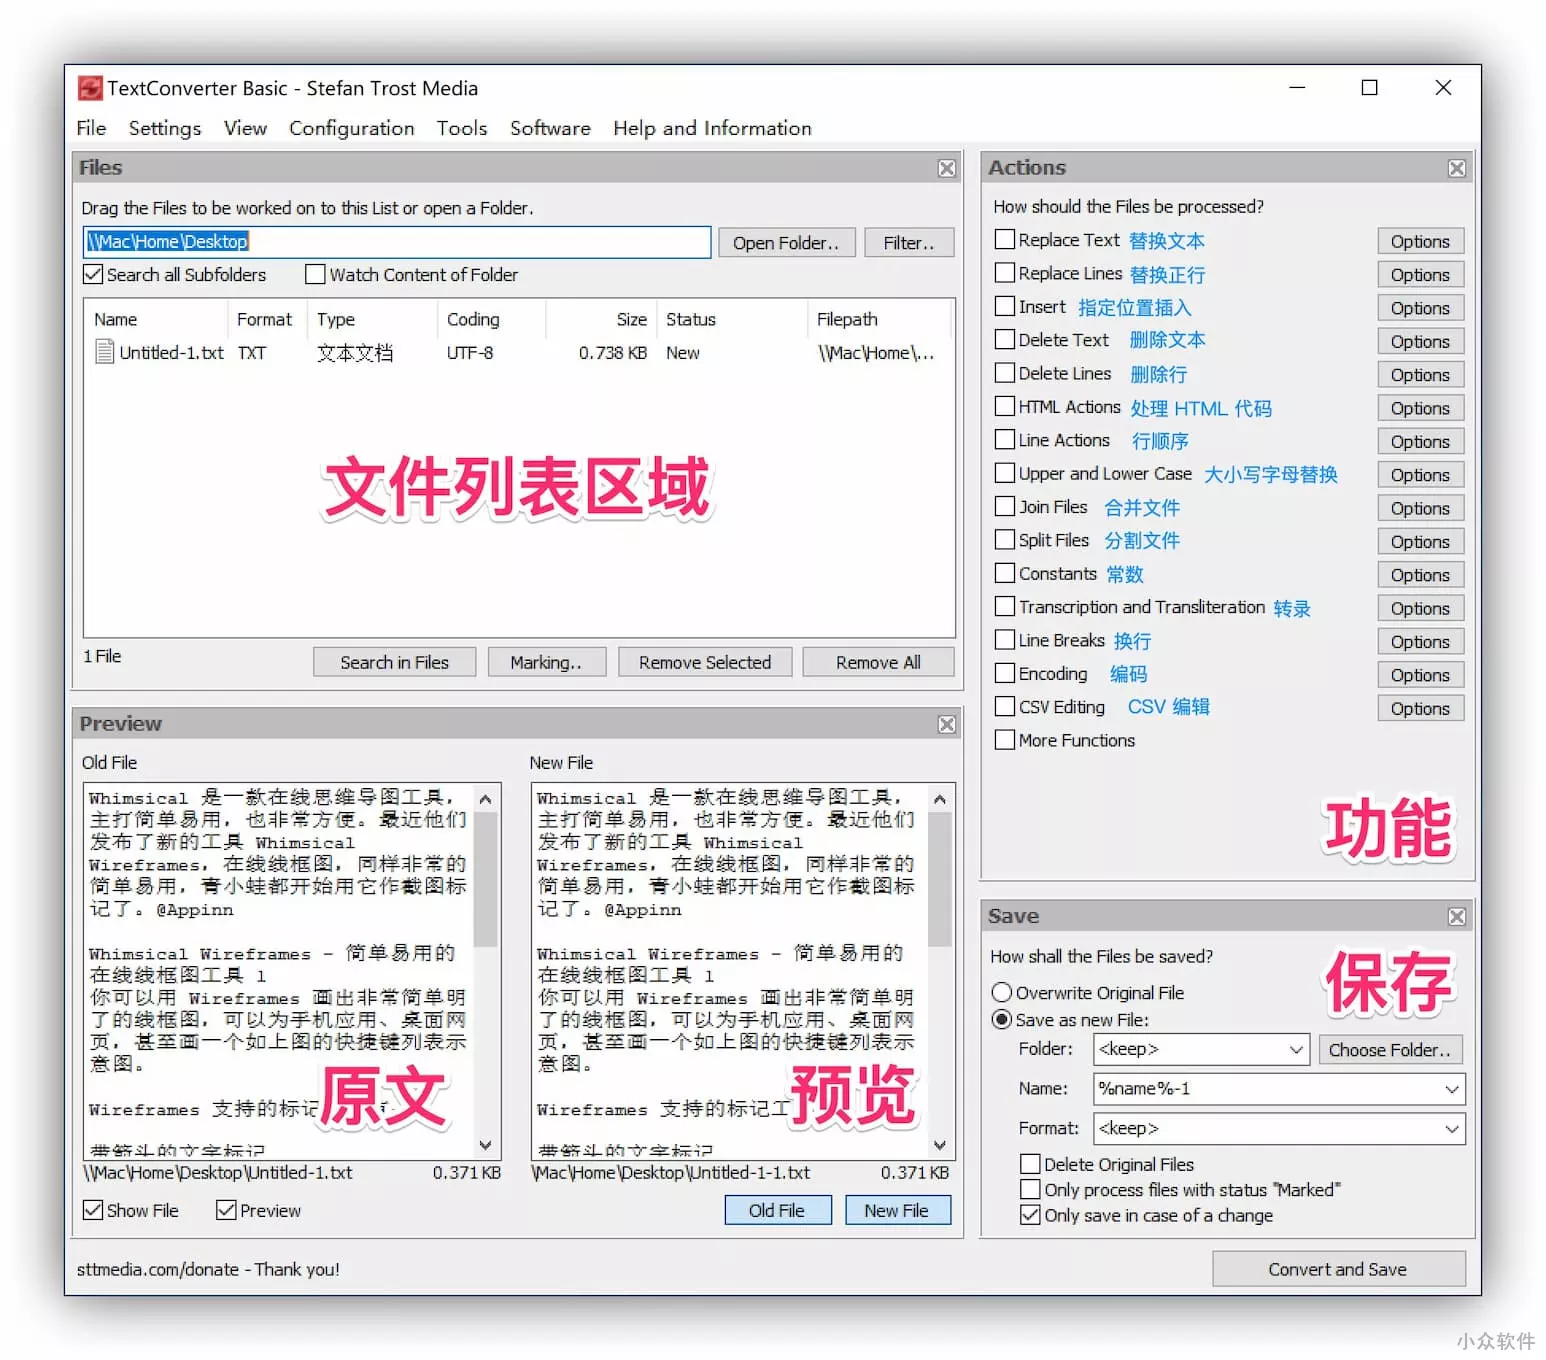 TextConverter Basic - Stefan Trost Media
File Settings View Configuration Tools Software Help and Information
Files
Drag the Files to be worked on to this List or open a Folder.
\\Mac\Home\Desktop Open Folder.. Filter..
Search all Subfolders Watch Content of Folder
Name Format Type Coding Size Status Filepath
Untitled-1.txt TXT 文本文档 UTF-8 0.738 KB New \\Mac\Home\...
文件列表区域
1 File Search in Files Marking.. Remove Selected Remove All
Preview
Old File
Whimsical 是一款在线思维导图工具，
主打简单易用，也非常方便。最近他们
发布了新的工具 Whimsical
Wireframes，在线线框图，同样非常的
简单易用，青小蛙都开始用它作截图标
记了。@Appinn
Whimsical Wireframes - 简单易用的
在线线框图工具 1
你可以用 Wireframes 画出非常简单明
了的线框图，可以为手机应用、桌面网
页，甚至画一个如上图的快捷键列表示
意图。
Wireframes 支持的标记
带箭头的文字标记
原文
\\Mac\Home\Desktop\Untitled-1.txt 0.371 KB
New File
Whimsical 是一款在线思维导图工具，
主打简单易用，也非常方便。最近他们
发布了新的工具 Whimsical
Wireframes，在线线框图，同样非常的
简单易用，青小蛙都开始用它作截图标
记了。@Appinn
Whimsical Wireframes - 简单易用的
在线线框图工具 1
你可以用 Wireframes 画出非常简单明
了的线框图，可以为手机应用、桌面网
页，甚至画一个如上图的快捷键列表示
意图。
Wireframes 支持的标记工
带箭头的文字标记
预览
\\Mac\Home\Desktop\Untitled-1-1.txt 0.371 KB
Show File Preview Old File New File
Actions
How should the Files be processed?
Replace Text 替换文本 Options
Replace Lines 替换正行 Options
Insert 指定位置插入 Options
Delete Text 删除文本 Options
Delete Lines 删除行 Options
HTML Actions 处理 HTML 代码 Options
Line Actions 行顺序 Options
Upper and Lower Case 大小写字母替换 Options
Join Files 合并文件 Options
Split Files 分割文件 Options
Constants 常数 Options
Transcription and Transliteration 转录 Options
Line Breaks 换行 Options
Encoding 编码 Options
CSV Editing CSV 编辑 Options
More Functions
功能
Save
How shall the Files be saved?
保存
Overwrite Original File
Save as new File:
Folder: <keep> Choose Folder..
Name: %name%-1
Format: <keep>
Delete Original Files
Only process files with status "Marked"
Only save in case of a change
sttmedia.com/donate - Thank you! Convert and Save
小众软件